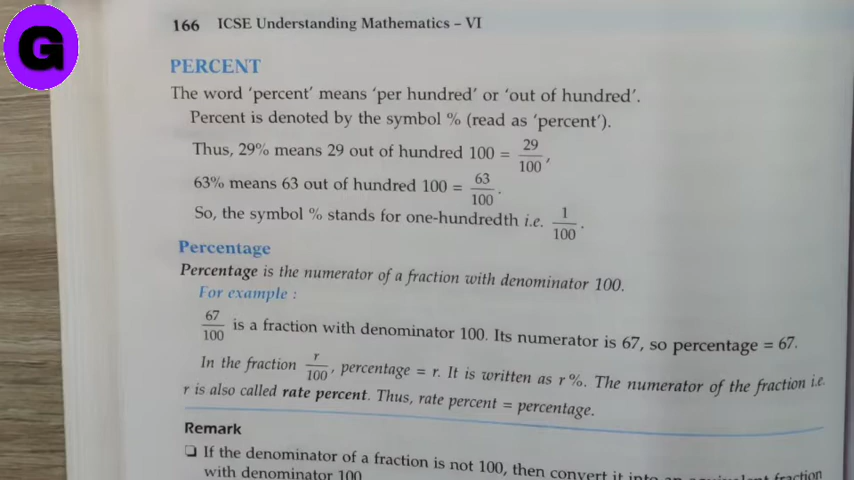 G
166 ICSE Understanding Mathematics – VI
PERCENT
The word 'percent' means 'per hundred' or 'out of hundred'.
Percent is denoted by the symbol % (read as 'percent').
Thus, 29% means 29 out of hundred 100 = 29/100,
63% means 63 out of hundred 100 = 63/100.
So, the symbol % stands for one-hundredth i.e. 1/100.
Percentage
Percentage is the numerator of a fraction with denominator 100.
For example :
67/100 is a fraction with denominator 100. Its numerator is 67, so percentage = 67.
In the fraction r/100, percentage = r. It is written as r%. The numerator of the fraction i.e.
r is also called rate percent. Thus, rate percent = percentage.
Remark
❏ If the denominator of a fraction is not 100, then convert it into an equivalent fraction
with denominator 100